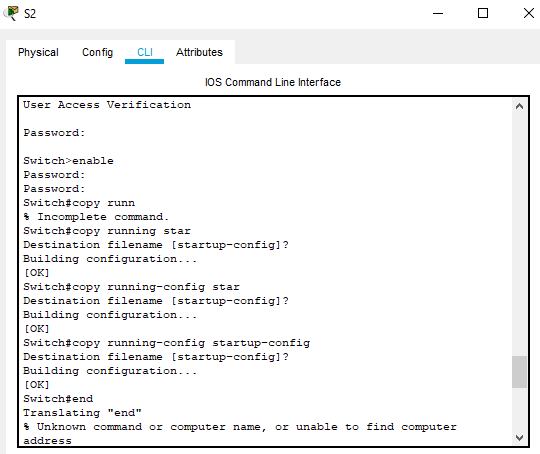 S2
Physical Config CLI Attributes
IOS Command Line Interface
User Access Verification
Password:
Switch>enable
Password:
Password:
Switch#copy runn
% Incomplete command.
Switch#copy running star
Destination filename [startup-config]?
Building configuration...
[OK]
Switch#copy running-config star
Destination filename [startup-config]?
Building configuration...
[OK]
Switch#copy running-config startup-config
Destination filename [startup-config]?
Building configuration...
[OK]
Switch#end
Translating "end"
% Unknown command or computer name, or unable to find computer
address